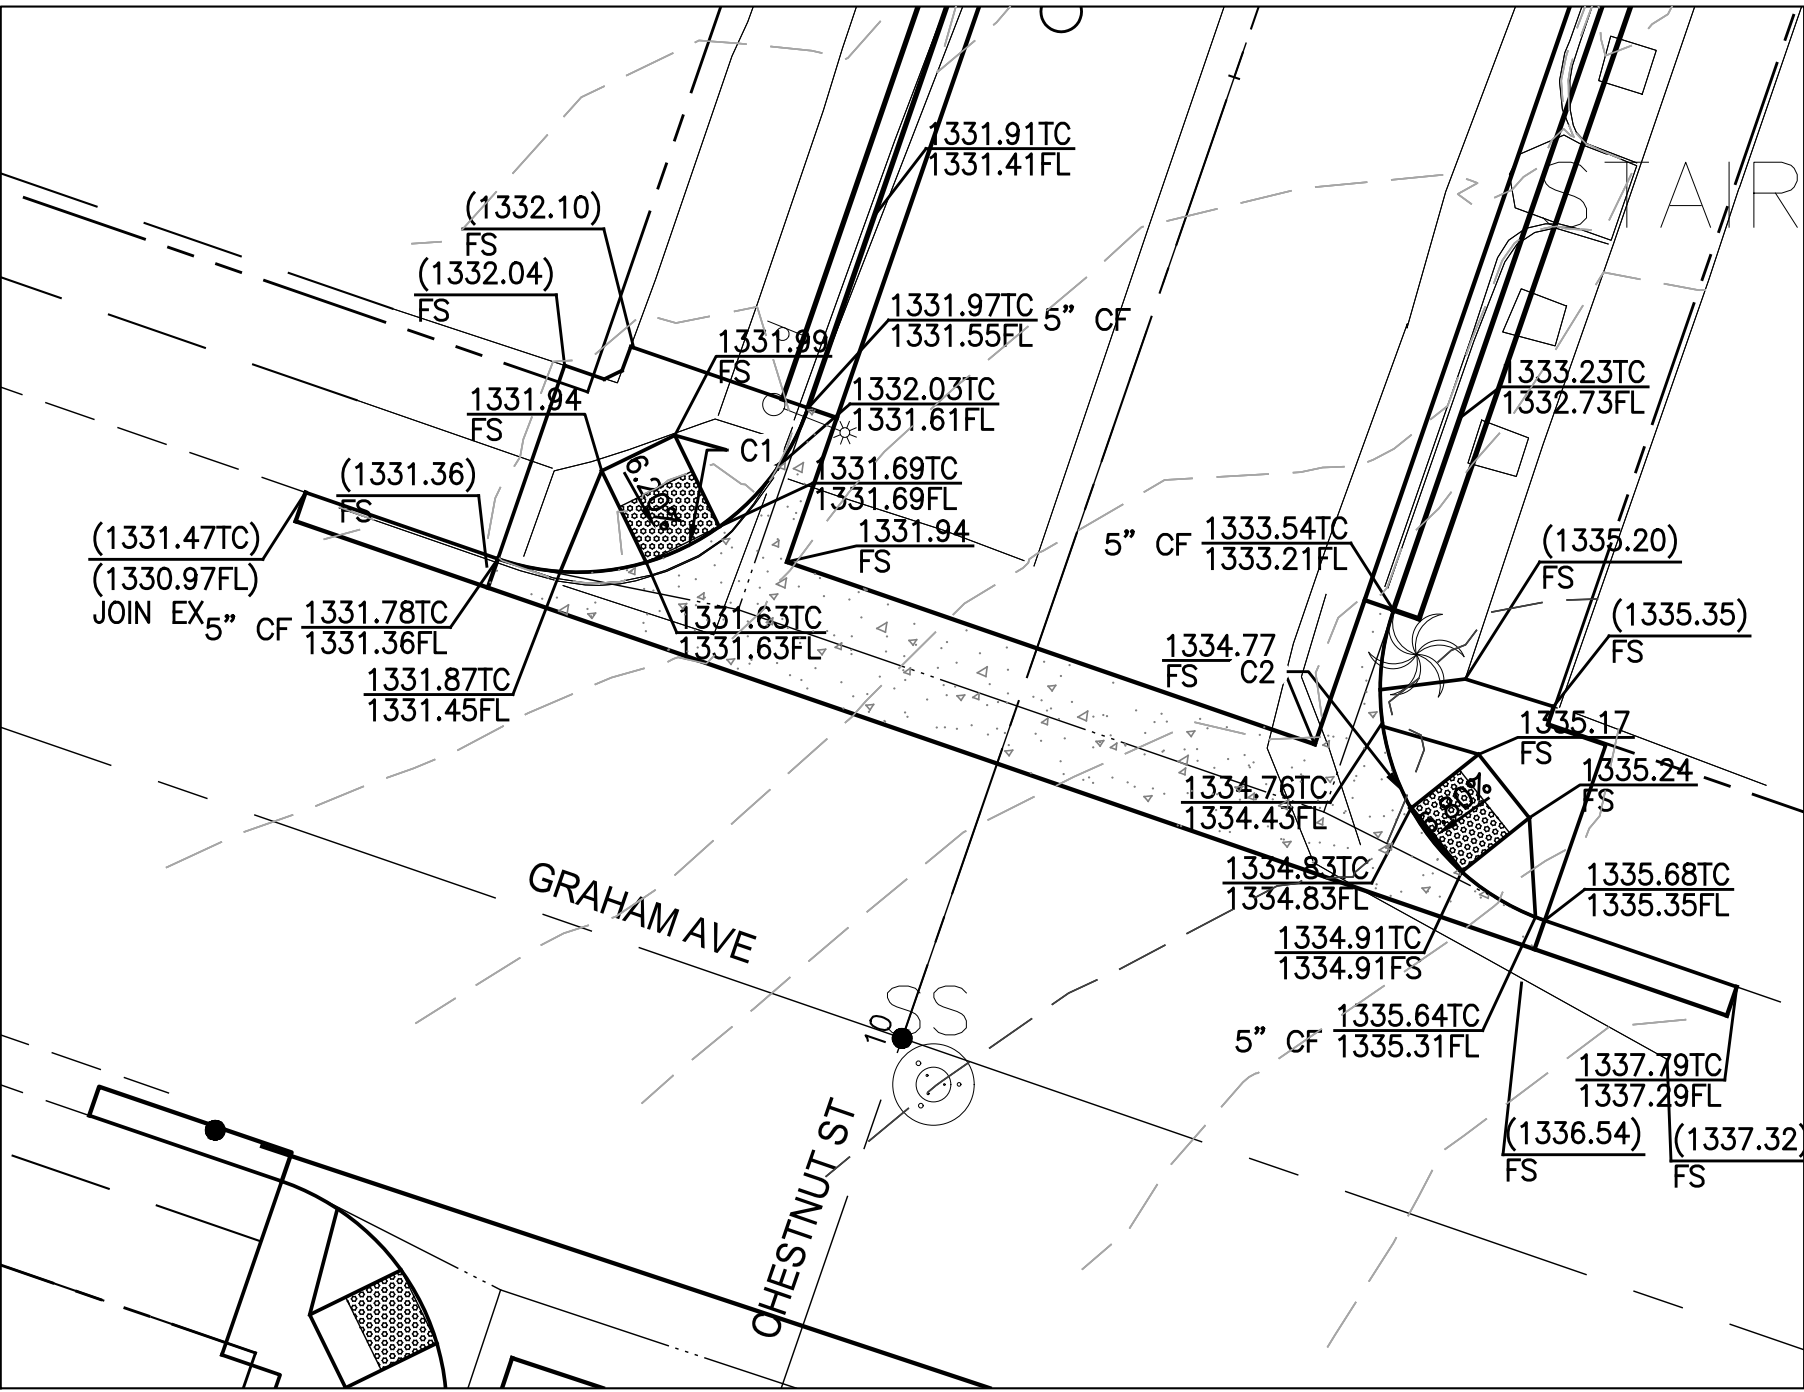 1331.91TC
1331.41FL
STAIR
(1332.10)
FS
(1332.04)
FS
1331.97TC
1331.55FL
5" CF
1331.99
FS
1332.03TC
1331.61FL
1333.23TC
1332.73FL
1331.94
FS
C1
(1331.36)
FS
6.20%
1331.69TC
1331.69FL
1331.94
FS
(1331.47TC)
(1330.97FL)
JOIN EX
5" CF
1331.78TC
1331.36FL
5" CF
1333.54TC
1333.21FL
(1335.20)
FS
(1335.35)
FS
1331.63TC
1331.63FL
1331.87TC
1331.45FL
1334.77
FS
C2
1335.17
FS
1335.24
FS
1334.76TC
1334.43FL
1334.83TC
1334.83FL
1335.68TC
1335.35FL
GRAHAM AVE
1334.91TC
1334.91FS
SS
10
5" CF
1335.64TC
1335.31FL
1337.79TC
1337.29FL
(1336.54)
FS
(1337.32)
FS
CHESTNUT ST